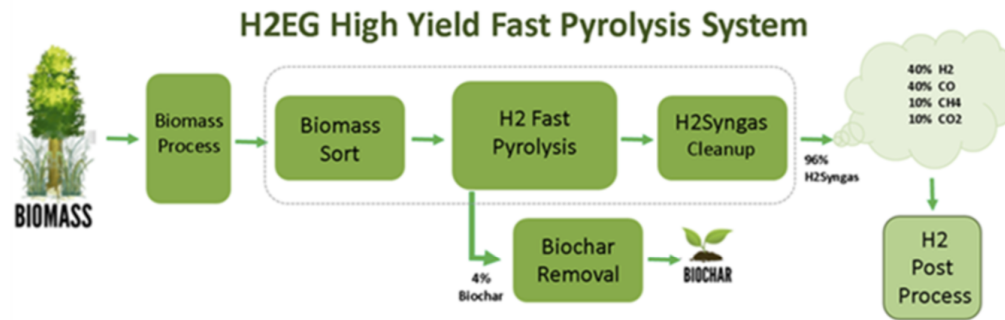 H2EG High Yield Fast Pyrolysis System
BIOMASS
Biomass
Process
Biomass
Sort
H2 Fast
Pyrolysis
H2Syngas
Cleanup
96%
H2Syngas
40% H2
40% CO
10% CH4
10% CO2
4%
Biochar
Biochar
Removal
BIOCHAR
H2
Post
Process